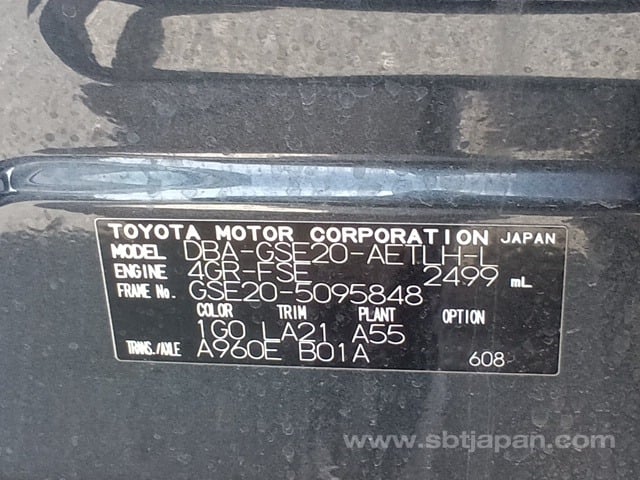 TOYOTA MOTOR CORPORATION JAPAN
MODEL DBA-GSE20-AETLH-L
ENGINE 4GR-FSE 2499 mL
FRAME No. GSE20-5095848
COLOR TRIM PLANT OPTION
1G0 LA21 A55
TRANS./AXLE A960E B01A 608
www.sbtjapan.com